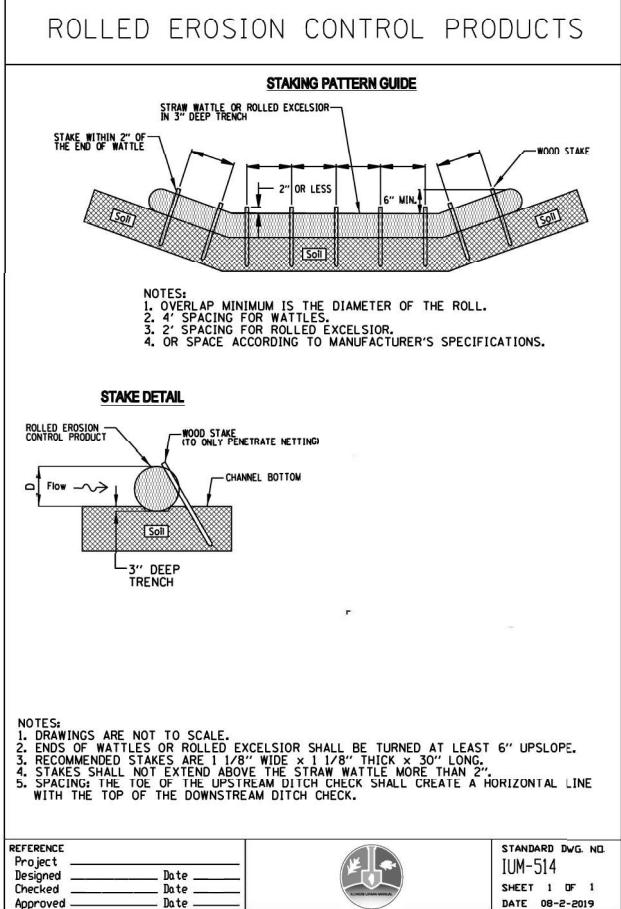 ROLLED EROSION CONTROL PRODUCTS
STAKING PATTERN GUIDE
STRAW WATTLE OR ROLLED EXCELSIOR
IN 3" DEEP TRENCH
STAKE WITHIN 2" OF
THE END OF WATTLE
WOOD STAKE
2" OR LESS
6" MIN.
Soil
Soil
Soil
NOTES:
1. OVERLAP MINIMUM IS THE DIAMETER OF THE ROLL.
2. 4' SPACING FOR WATTLES.
3. 2' SPACING FOR ROLLED EXCELSIOR.
4. OR SPACE ACCORDING TO MANUFACTURER'S SPECIFICATIONS.
STAKE DETAIL
ROLLED EROSION
CONTROL PRODUCT
WOOD STAKE
(TO ONLY PENETRATE NETTING)
CHANNEL BOTTOM
D
Flow
Soil
3" DEEP
TRENCH
NOTES:
1. DRAWINGS ARE NOT TO SCALE.
2. ENDS OF WATTLES OR ROLLED EXCELSIOR SHALL BE TURNED AT LEAST 6" UPSLOPE.
3. RECOMMENDED STAKES ARE 1 1/8" WIDE x 1 1/8" THICK x 30" LONG.
4. STAKES SHALL NOT EXTEND ABOVE THE STRAW WATTLE MORE THAN 2".
5. SPACING: THE TOE OF THE UPSTREAM DITCH CHECK SHALL CREATE A HORIZONTAL LINE
WITH THE TOP OF THE DOWNSTREAM DITCH CHECK.
REFERENCE
Project
Designed Date
Checked Date
Approved Date
ILLINOIS URBAN MANUAL
STANDARD DWG. NO.
IUM-514
SHEET 1 OF 1
DATE 08-2-2019